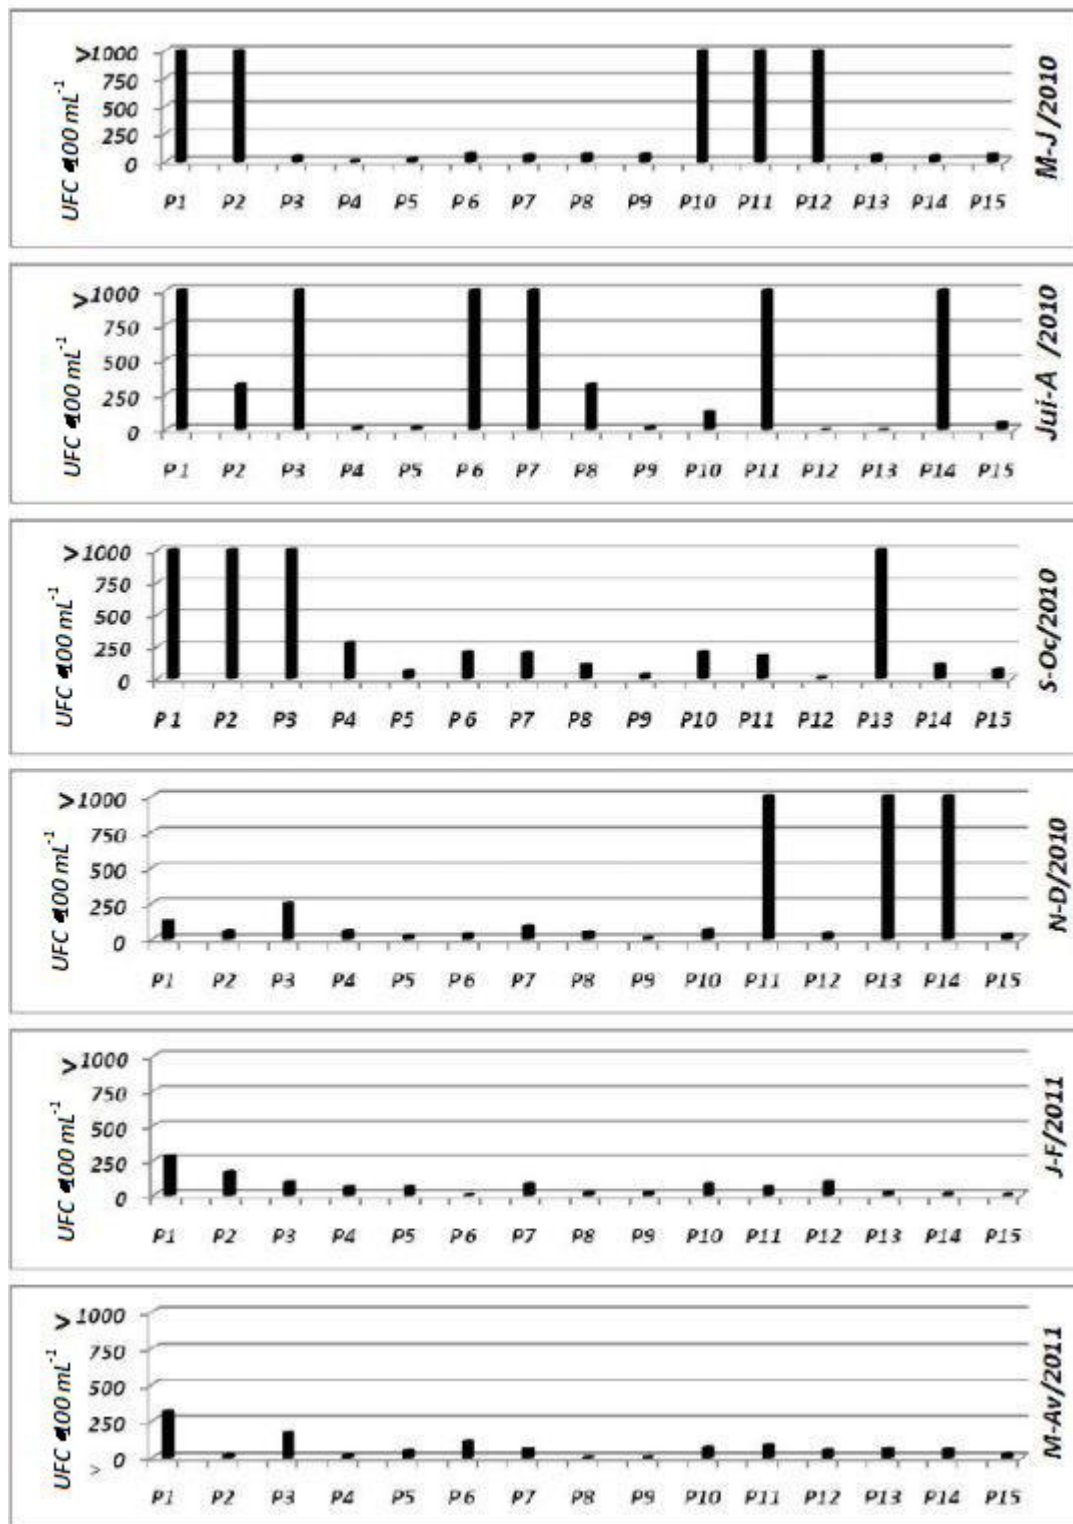 >1000
750
500
250
0
UFC •100 mL⁻¹
P1 P2 P3 P4 P5 P6 P7 P8 P9 P10 P11 P12 P13 P14 P15
M-J/2010
>1000
750
500
250
0
UFC •100 mL⁻¹
P1 P2 P3 P4 P5 P6 P7 P8 P9 P10 P11 P12 P13 P14 P15
Jui-A /2010
>1000
750
500
250
0
UFC •100 mL⁻¹
P1 P2 P3 P4 P5 P6 P7 P8 P9 P10 P11 P12 P13 P14 P15
S-Oc/2010
>1000
750
500
250
0
UFC •100 mL⁻¹
P1 P2 P3 P4 P5 P6 P7 P8 P9 P10 P11 P12 P13 P14 P15
N-D/2010
>1000
750
500
250
0
UFC •100 mL⁻¹
P1 P2 P3 P4 P5 P6 P7 P8 P9 P10 P11 P12 P13 P14 P15
J-F/2011
>1000
750
500
250
0
>
UFC •100 mL⁻¹
P1 P2 P3 P4 P5 P6 P7 P8 P9 P10 P11 P12 P13 P14 P15
M-Av/2011